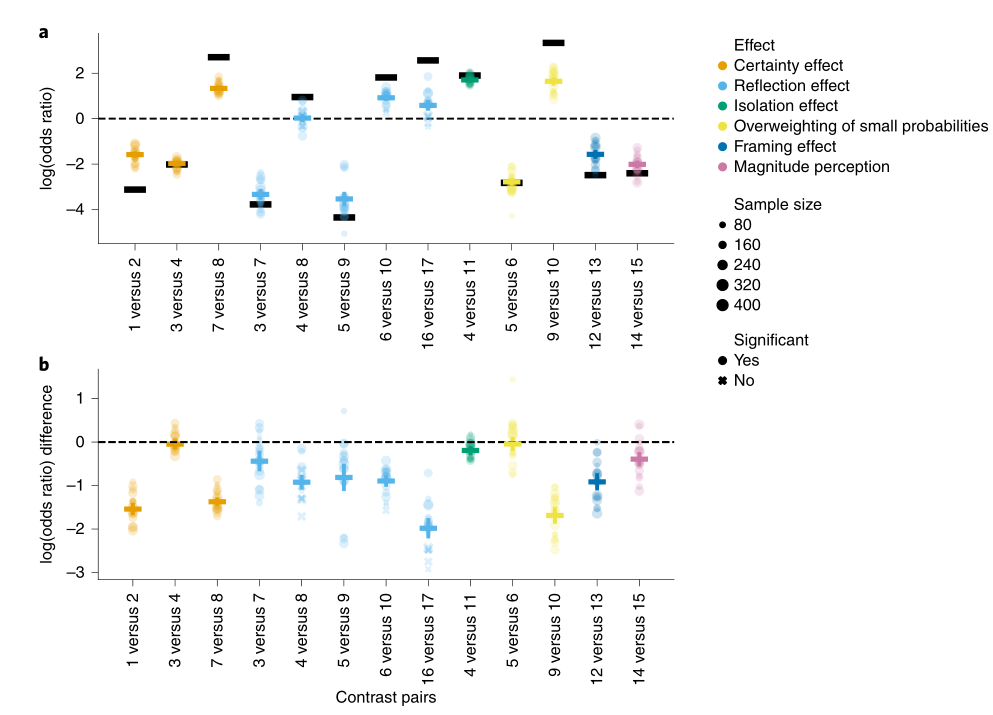 a
log(odds ratio)
2
0
−2
−4
1 versus 2
3 versus 4
7 versus 8
3 versus 7
4 versus 8
5 versus 9
6 versus 10
16 versus 17
4 versus 11
5 versus 6
9 versus 10
12 versus 13
14 versus 15
Effect
Certainty effect
Reflection effect
Isolation effect
Overweighting of small probabilities
Framing effect
Magnitude perception
Sample size
80
160
240
320
400
Significant
Yes
No
b
log(odds ratio) difference
1
0
−1
−2
−3
1 versus 2
3 versus 4
7 versus 8
3 versus 7
4 versus 8
5 versus 9
6 versus 10
16 versus 17
4 versus 11
5 versus 6
9 versus 10
12 versus 13
14 versus 15
Contrast pairs